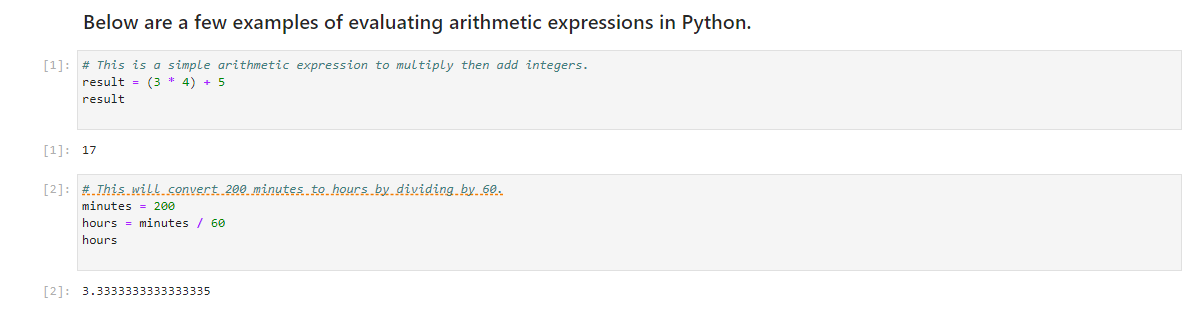 Below are a few examples of evaluating arithmetic expressions in Python.
[1]: # This is a simple arithmetic expression to multiply then add integers.
result = (3 * 4) + 5
result
[1]: 17
[2]: # This will convert 200 minutes to hours by dividing by 60.
minutes = 200
hours = minutes / 60
hours
[2]: 3.3333333333333335